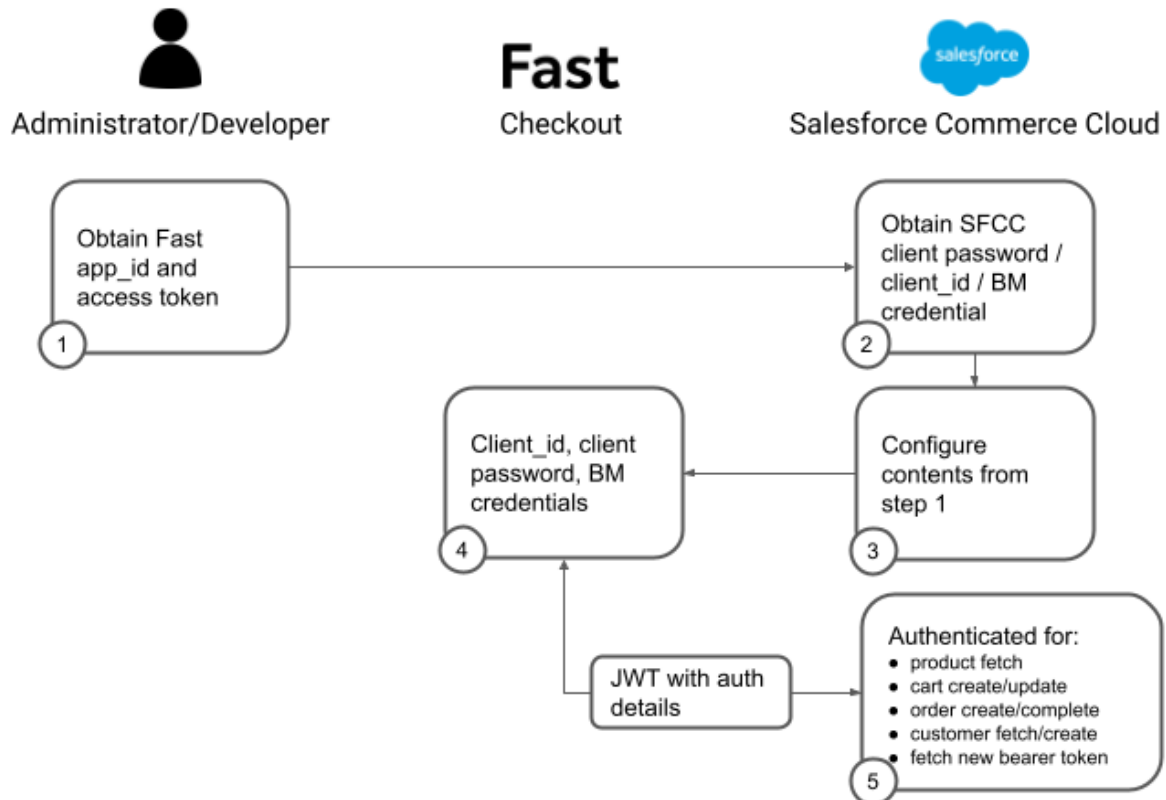 Fast
salesforce
Administrator/Developer
Checkout
Salesforce Commerce Cloud
Obtain Fast
app_id and
access token
1
Obtain SFCC
client password /
client_id / BM
credential
2
Client_id, client
password, BM
credentials
4
Configure
contents from
step 1
3
JWT with auth
details
Authenticated for:
● product fetch
● cart create/update
● order create/complete
● customer fetch/create
● fetch new bearer token
5